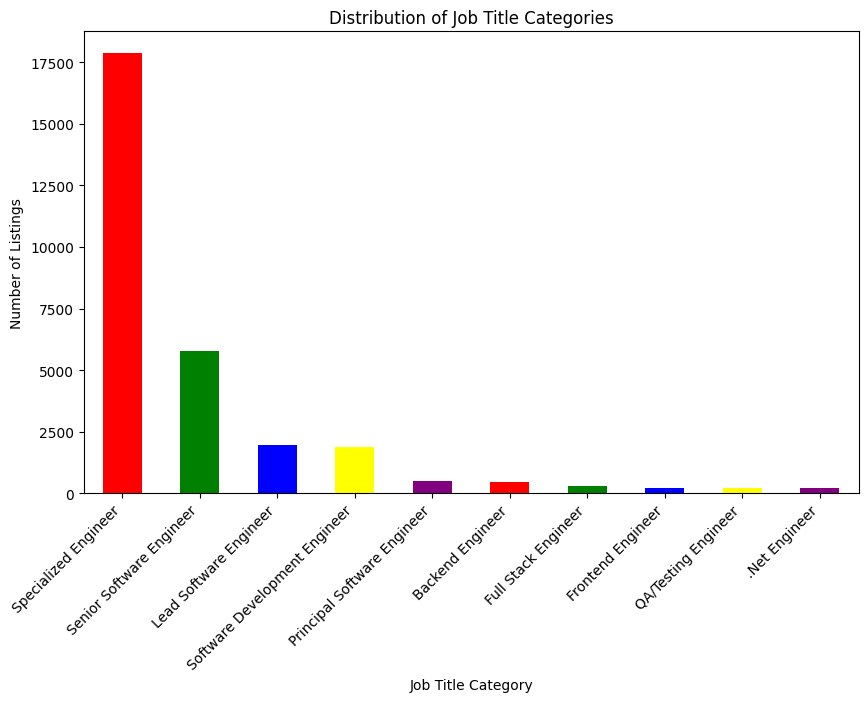 Distribution of Job Title Categories
Number of Listings
17500
15000
12500
10000
7500
5000
2500
0
Specialized Engineer
Senior Software Engineer
Lead Software Engineer
Software Development Engineer
Principal Software Engineer
Backend Engineer
Full Stack Engineer
Frontend Engineer
QA/Testing Engineer
.Net Engineer
Job Title Category